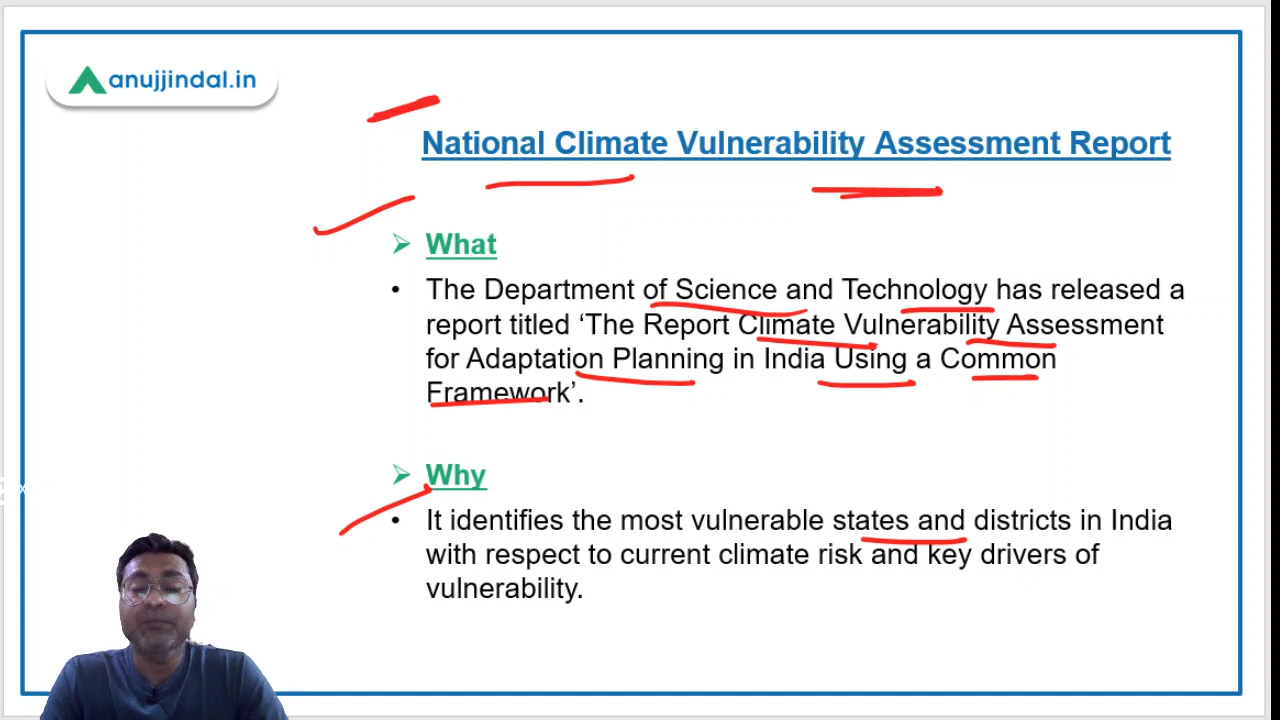 anujjindal.in
National Climate Vulnerability Assessment Report
➢ What
• The Department of Science and Technology has released a
report titled ‘The Report Climate Vulnerability Assessment
for Adaptation Planning in India Using a Common
Framework’.
➢ Why
• It identifies the most vulnerable states and districts in India
with respect to current climate risk and key drivers of
vulnerability.